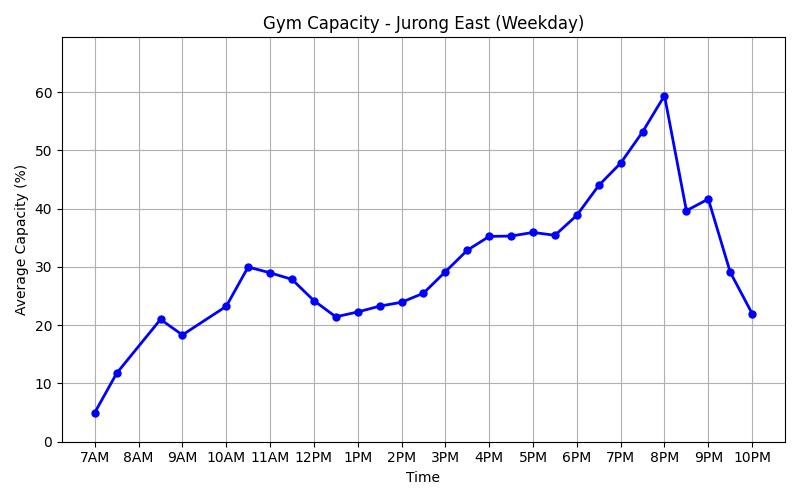 Gym Capacity - Jurong East (Weekday)
Average Capacity (%)
60
50
40
30
20
10
0
7AM 8AM 9AM 10AM 11AM 12PM 1PM 2PM 3PM 4PM 5PM 6PM 7PM 8PM 9PM 10PM
Time